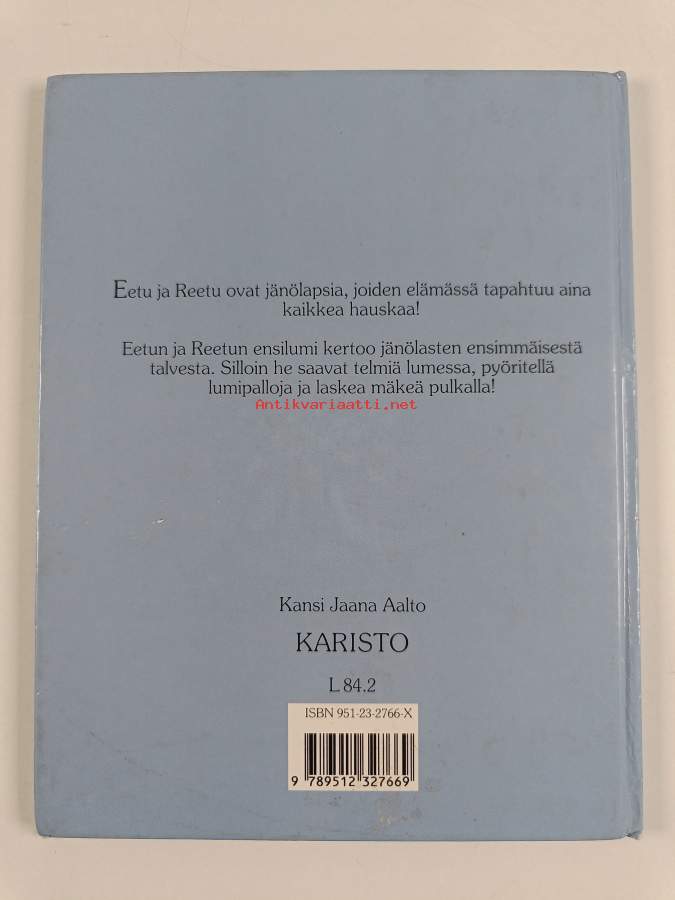 Eetu ja Reetu ovat jänölapsia, joiden elämässä tapahtuu aina
kaikkea hauskaa!
Eetun ja Reetun ensilumi kertoo jänölasten ensimmäisestä
talvesta. Silloin he saavat telmiä lumessa, pyöritellä
lumipalloja ja laskea mäkeä pulkalla!
Antikvariaatti.net
Kansi Jaana Aalto
KARISTO
L 84.2
ISBN 951-23-2766-X
9 789512 327669